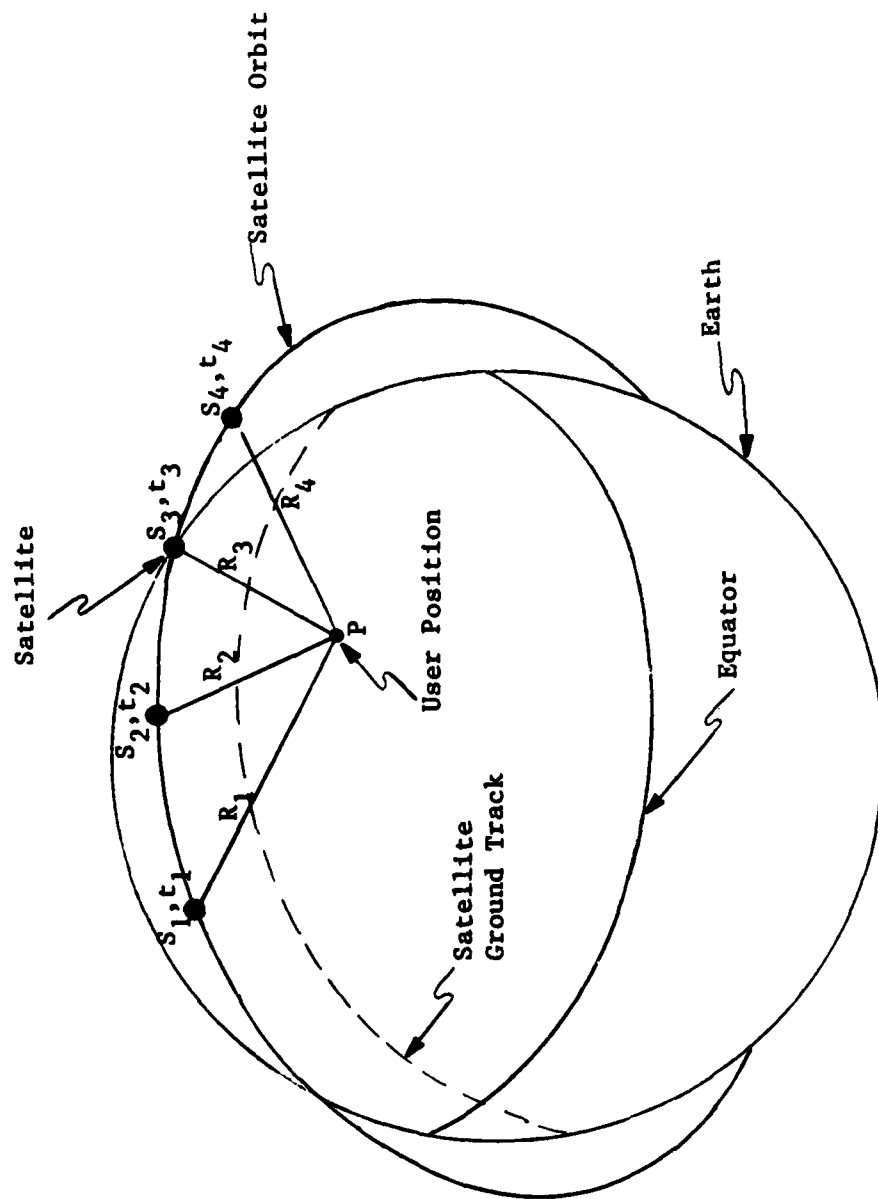 Satellite
Satellite Orbit
S₁,t₁
S₂,t₂
S₃,t₃
S₄,t₄
R₁
R₂
R₃
R₄
P
User Position
Satellite
Ground Track
Equator
Earth